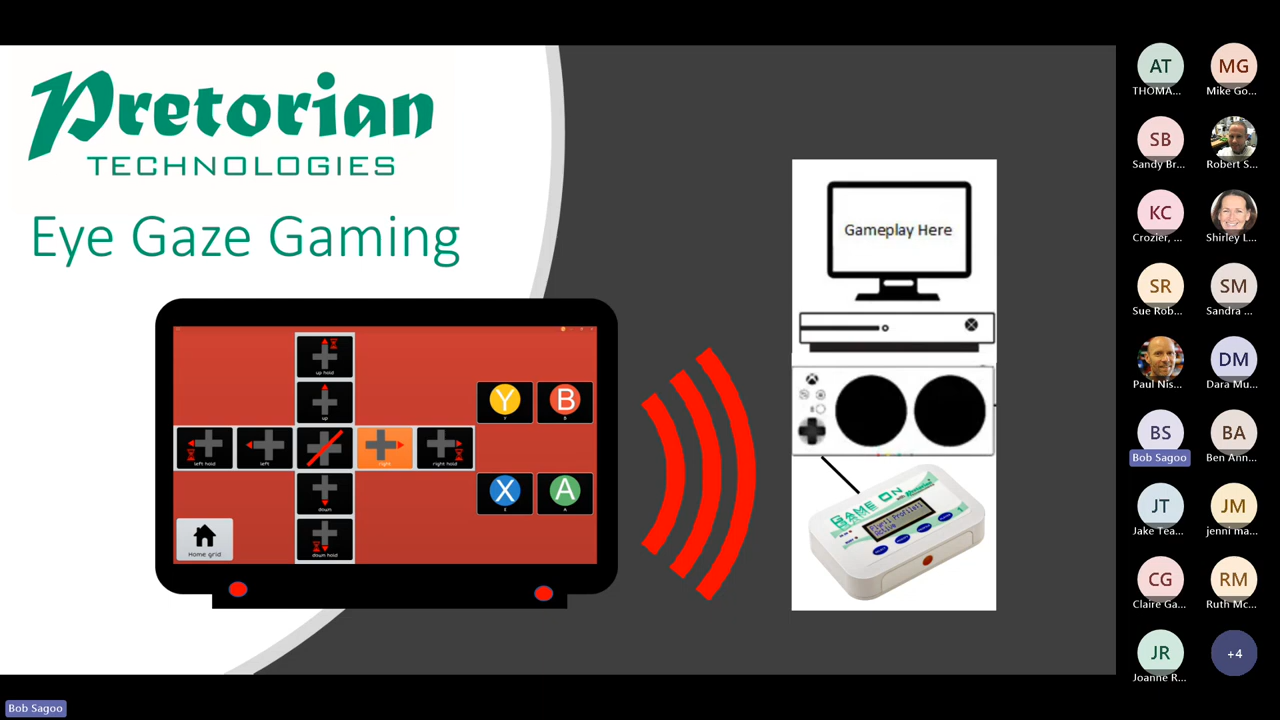 Pretorian
TECHNOLOGIES
Eye Gaze Gaming
up hold
up
left hold
left
right
right hold
down
down hold
Home grid
Y
B
X
A
Gameplay Here
GAME ON
AT
THOMA...
MG
Mike Go...
SB
Sandy Br...
Robert S...
KC
Crozier, ...
Shirley L...
SR
Sue Rob...
SM
Sandra ...
Paul Nis...
DM
Dara Mu...
BS
Bob Sagoo
BA
Ben Ann...
JT
Jake Tea...
JM
jenni ma...
CG
Claire Ga...
RM
Ruth Mc...
JR
Joanne R...
+4
Bob Sagoo